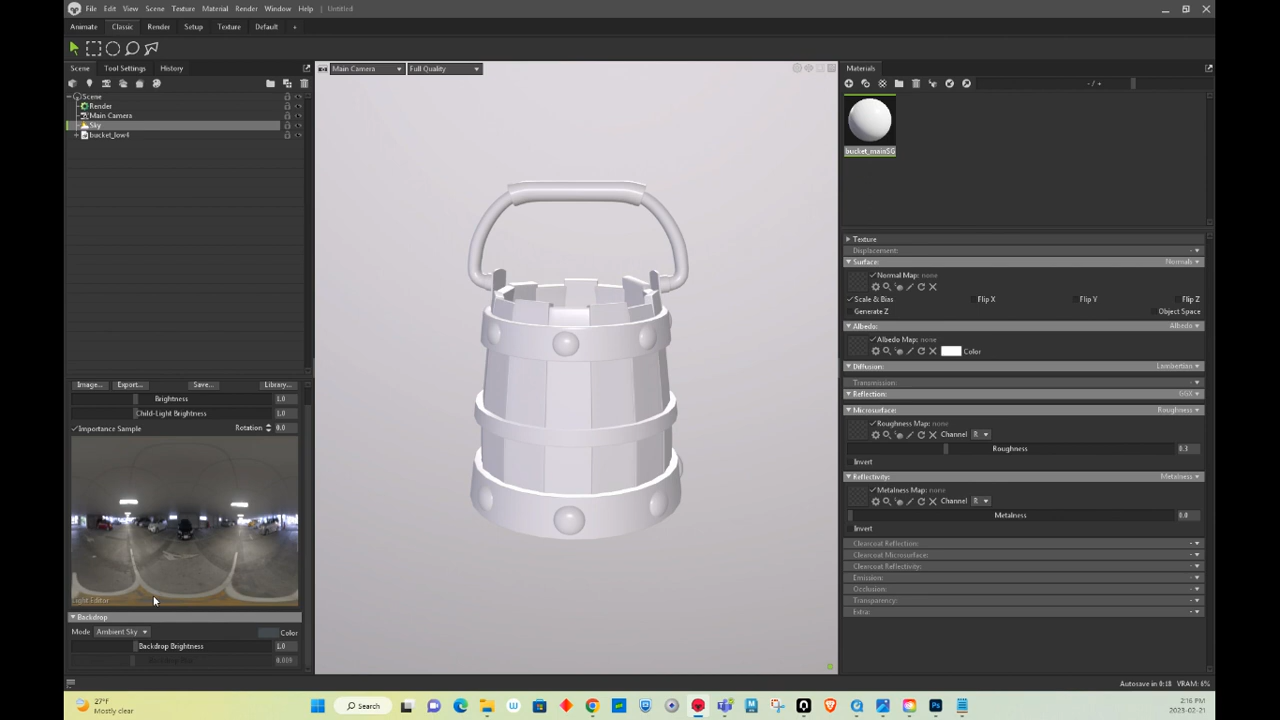 File Edit View Scene Texture Material Render Window Help Untitled
Animate Classic Render Setup Texture Default +
Scene Tool Settings History
Main Camera Full Quality
Materials
Scene
Render
Main Camera
Sky
bucket_low4
- / +
bucket_mainSG
Texture
Displacement: -
Surface: Normals
Normal Map: none
Scale & Bias Flip X Flip Y Flip Z
Generate Z Object Space
Albedo: Albedo
Albedo Map: none
Color
Diffusion: Lambertian
Transmission: -
Reflection: GGX
Microsurface: Roughness
Roughness Map: none
Channel R
Roughness 0.3
Invert
Reflectivity: Metalness
Metalness Map: none
Channel R
Metalness 0.0
Invert
Clearcoat Reflection: -
Clearcoat Microsurface: -
Clearcoat Reflectivity: -
Emission: -
Occlusion: -
Transparency: -
Extra: -
Image... Export... Save... Library...
Brightness 1.0
Child-Light Brightness 1.0
Importance Sample Rotation 0.0
Light Editor
Backdrop
Mode Ambient Sky Color
Backdrop Brightness 1.0
Autosave in 0:18 VRAM: 6%
27°F
Mostly clear
Search
2:16 PM
2023-02-21